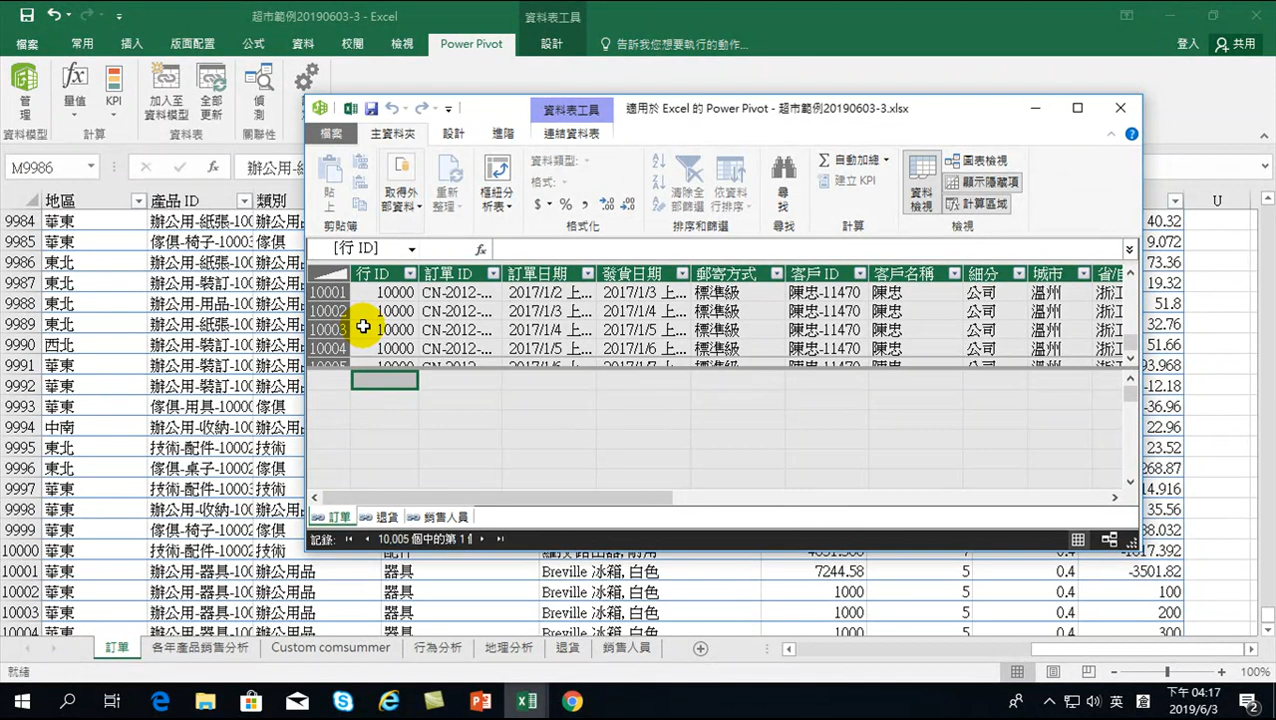 超市範例20190603-3 - Excel
資料表工具
檔案 常用 插入 版面配置 公式 資料 校閱 檢視 Power Pivot 設計 告訴我您想要執行的動作... 登入 共用
管理 量值 KPI 加入至資料模型 全部更新 偵測
資料模型 計算 資料表 關聯性
M9986
資料表工具 適用於 Excel 的 Power Pivot - 超市範例20190603-3.xlsx
檔案 主資料夾 設計 進階 連結資料表
貼上 取得外部資料 重新整理 樞紐分析表 資料類型: 格式: $ % 清除全部篩選 依資料行排序 尋找 自動加總 建立 KPI 資料檢視 圖表檢視 顯示隱藏項 計算區域
剪貼簿 格式化 排序和篩選 尋找 計算 檢視
[行 ID] fx
行 ID 訂單 ID 訂單日期 發貨日期 郵寄方式 客戶 ID 客戶名稱 細分 城市
10001 10000 CN-2012-... 2017/1/2 上... 2017/1/3 上... 標準級 陳忠-11470 陳忠 公司 溫州 浙江
10002 10000 CN-2012-... 2017/1/3 上... 2017/1/4 上... 標準級 陳忠-11470 陳忠 公司 溫州 浙江
10003 10000 CN-2012-... 2017/1/4 上... 2017/1/5 上... 標準級 陳忠-11470 陳忠 公司 溫州 浙江
10004 10000 CN-2012-... 2017/1/5 上... 2017/1/6 上... 標準級 陳忠-11470 陳忠 公司 溫州 浙江
訂單 退貨 銷售人員
記錄: 10,005 個中的第 1 個
地區 產品 ID 類別 U
9984 華東 辦公用-紙張-100 辦公用 40.32
9985 華東 傢俱-椅子-10003 傢俱 9.072
9986 東北 辦公用-紙張-100 辦公用 73.36
9987 東北 辦公用-器具-100 辦公用 19.32
9988 東北 辦公用-用品-100 辦公用 51.8
9989 東北 辦公用-紙張-100 辦公用 32.76
9990 西北 辦公用-裝訂-100 辦公用 51.66
9991 華東 辦公用-裝訂-100 辦公用 93.968
9992 華東 辦公用-裝訂-100 辦公用 -12.18
9993 華東 傢俱-用具-10000 傢俱 -36.96
9994 中南 辦公用-收納-100 辦公用 22.96
9995 東北 技術-配件-10002 技術 23.52
9996 東北 傢俱-桌子-10002 傢俱 268.87
9997 華東 技術-配件-10003 技術 14.916
9998 華東 辦公用-收納-100 辦公用 35.56
9999 華東 傢俱-椅子-10001 傢俱 88.032
10000 華東 技術-配件-10002 技術
10001 華東 辦公用-器具-100 辦公用品 器具 Breville 冰箱, 白色 7244.58 5 0.4 -3501.82
10002 華東 辦公用-器具-100 辦公用品 器具 Breville 冰箱, 白色 1000 5 0.4 100
10003 華東 辦公用-器具-100 辦公用品 器具 Breville 冰箱, 白色 1000 5 0.4 200
10004 華東 辦公用-器具-100 辦公用品 器具 Breville 冰箱, 白色 1000 5 0.4 300
訂單 各年產品銷售分析 Custom comsummer 行為分析 地理分析 退貨 銷售人員
就緒 100%
英 下午 04:17
2019/6/3 2